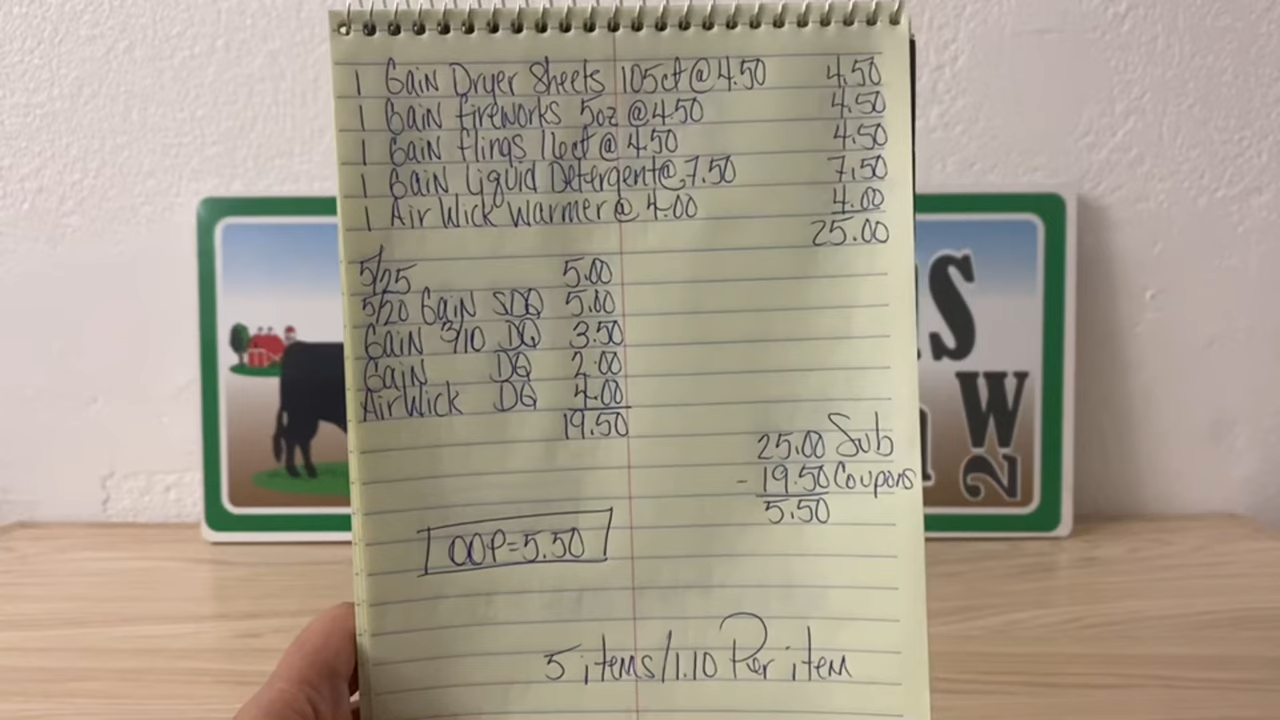 1 Gain Dryer Sheets 105ct @ 4.50 4.50
1 Gain fireworks 5oz @ 4.50 4.50
1 Gain flings 16ct @ 4.50 4.50
1 Gain Liquid Detergent @ 7.50 7.50
1 Air Wick Warmer @ 4.00 4.00
25.00
5/25 5.00
5/20 Gain SDQ 5.00
Gain 3/10 DQ 3.50
Gain DQ 2.00
AirWick DQ 4.00
19.50
25.00 Sub
- 19.50 Coupons
5.50
OOP=5.50
5 items/1.10 Per item
S
W
2